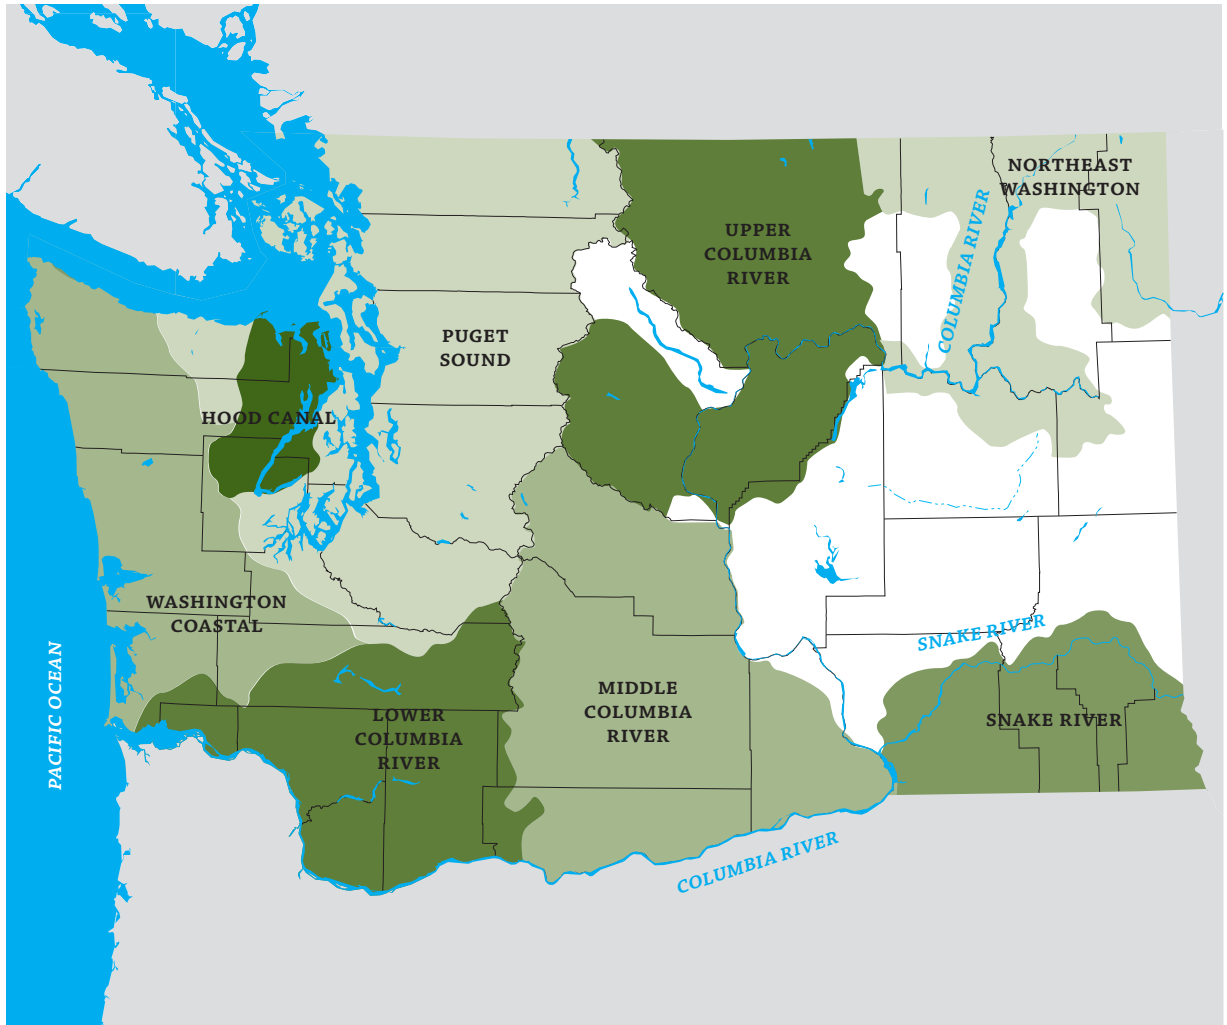 NORTHEAST
WASHINGTON
UPPER
COLUMBIA
RIVER
COLUMBIA RIVER
PUGET
SOUND
HOOD CANAL
WASHINGTON
COASTAL
SNAKE RIVER
PACIFIC OCEAN
MIDDLE
COLUMBIA
RIVER
LOWER
COLUMBIA
RIVER
SNAKE RIVER
COLUMBIA RIVER